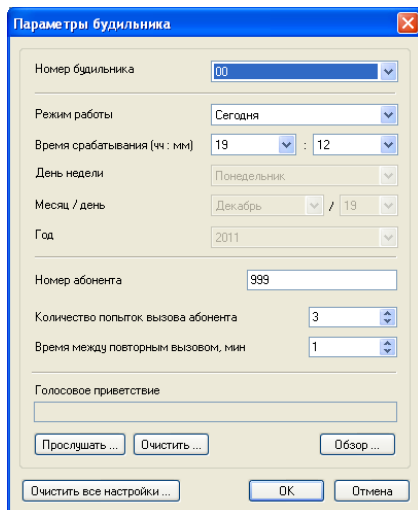 Параметры будильника
Номер будильника 00
Режим работы Сегодня
Время срабатывания (чч : мм) 19 : 12
День недели Понедельник
Месяц / день Декабрь / 19
Год 2011
Номер абонента 999
Количество попыток вызова абонента 3
Время между повторным вызовом, мин 1
Голосовое приветствие
Прослушать ... Очистить ... Обзор ...
Очистить все настройки ... OK Отмена